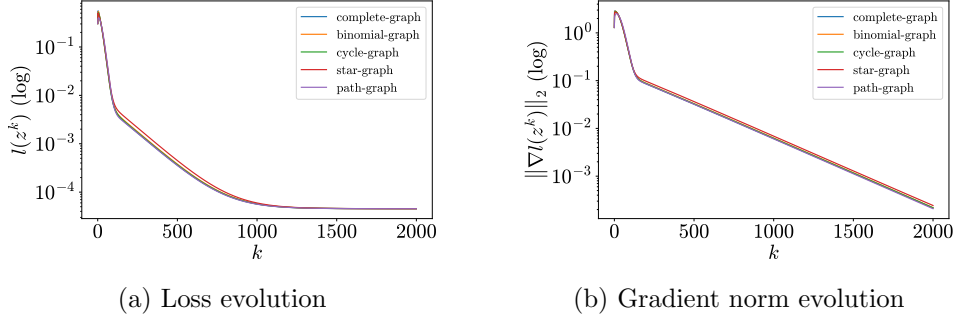 complete-graph
binomial-graph
cycle-graph
star-graph
path-graph
l(z^k) (log)
10^{-1}
10^{-2}
10^{-3}
10^{-4}
0 500 1000 1500 2000
k
(a) Loss evolution
complete-graph
binomial-graph
cycle-graph
star-graph
path-graph
||∇l(z^k)||_2 (log)
10^0
10^{-1}
10^{-2}
10^{-3}
0 500 1000 1500 2000
k
(b) Gradient norm evolution